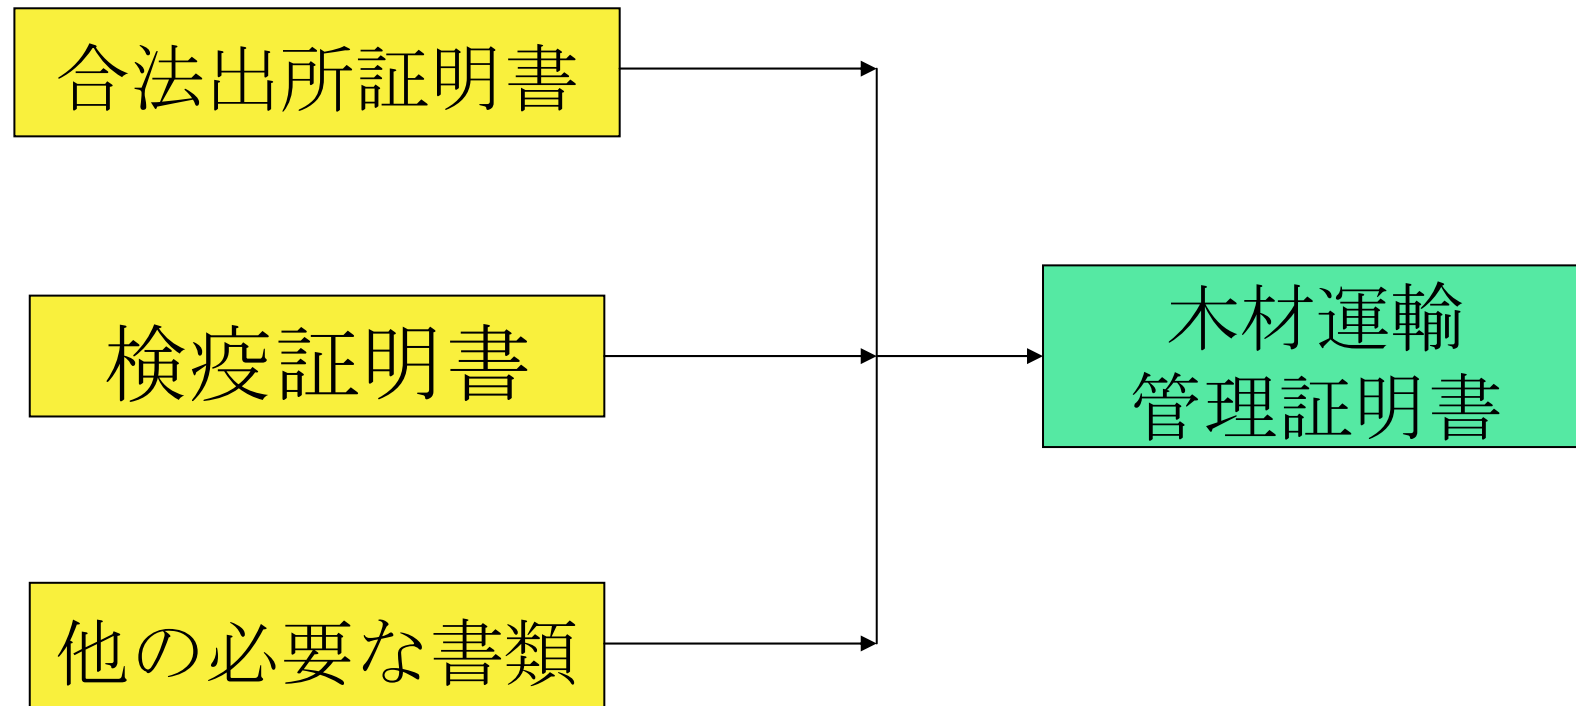 合法出所証明書
検疫証明書
木材運輸
管理証明書
他の必要な書類